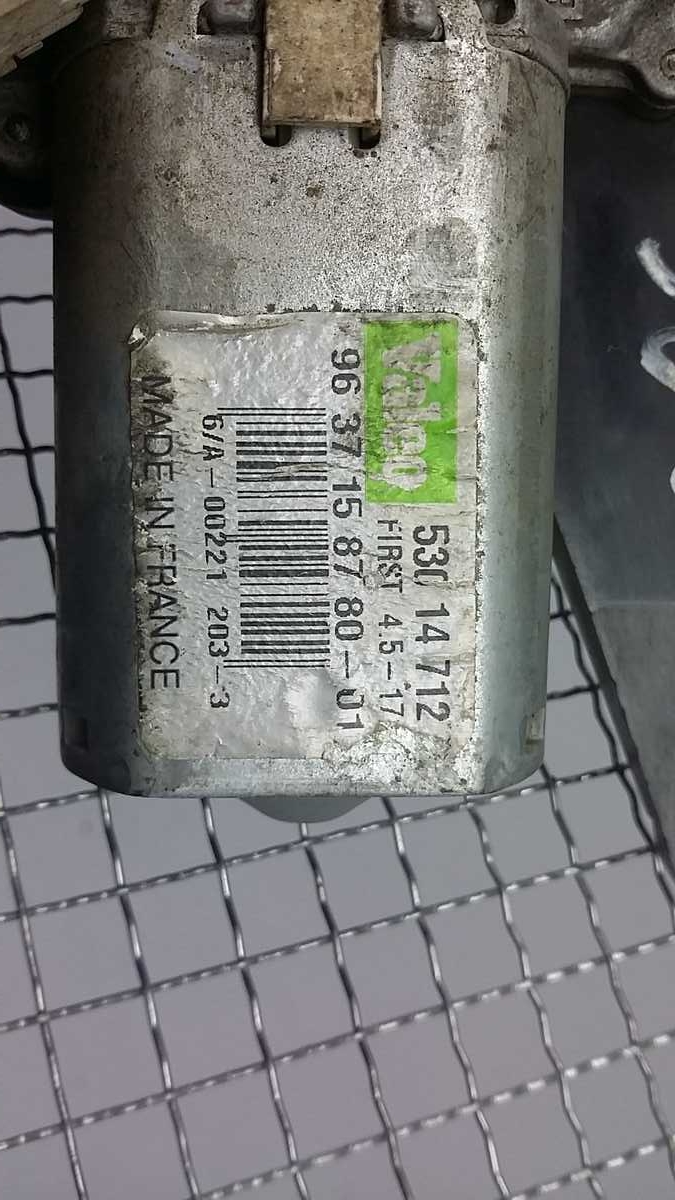 Valeo
530 14 712
FIRST 4.5-17
96 37 15 87 80-01
6/A-00221 203-3
MADE IN FRANCE